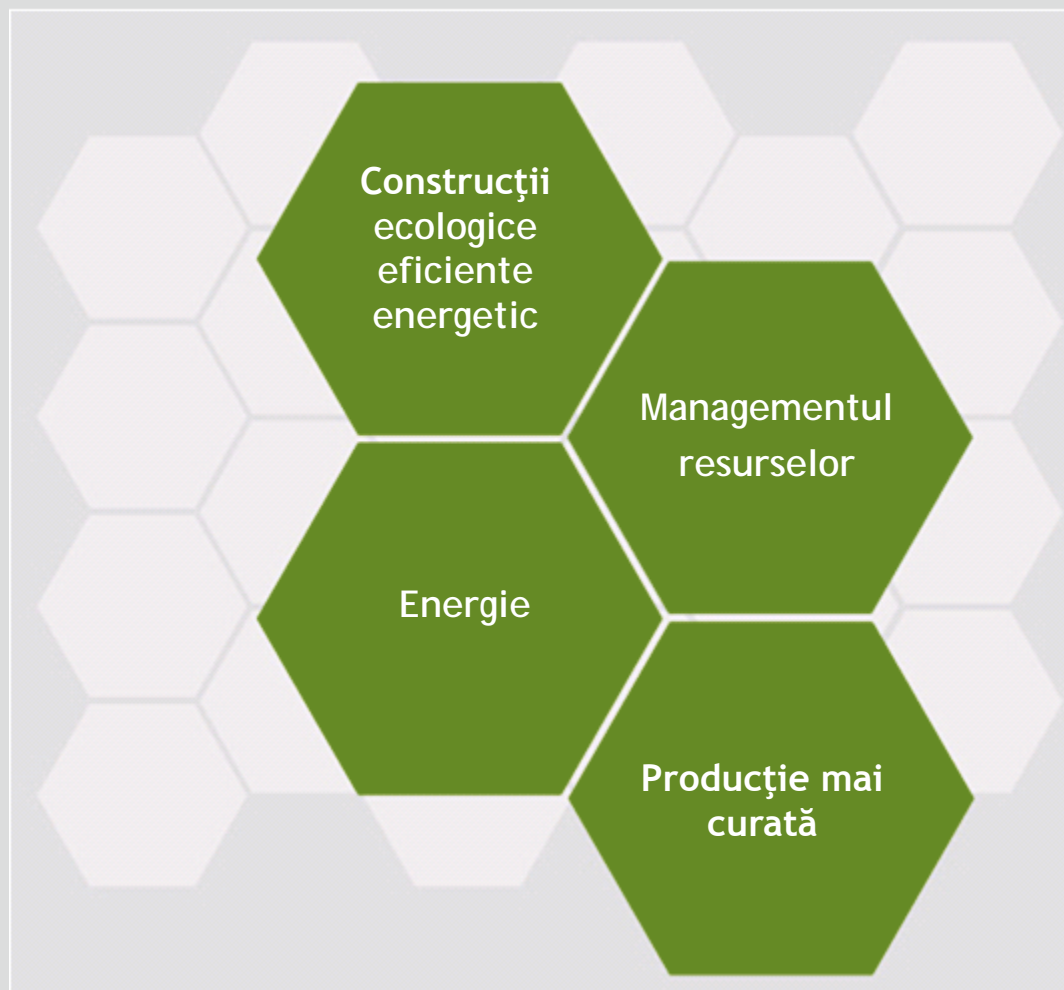 Construcţii
ecologice
eficiente
energetic
Managementul
resurselor
Energie
Producţie mai
curată